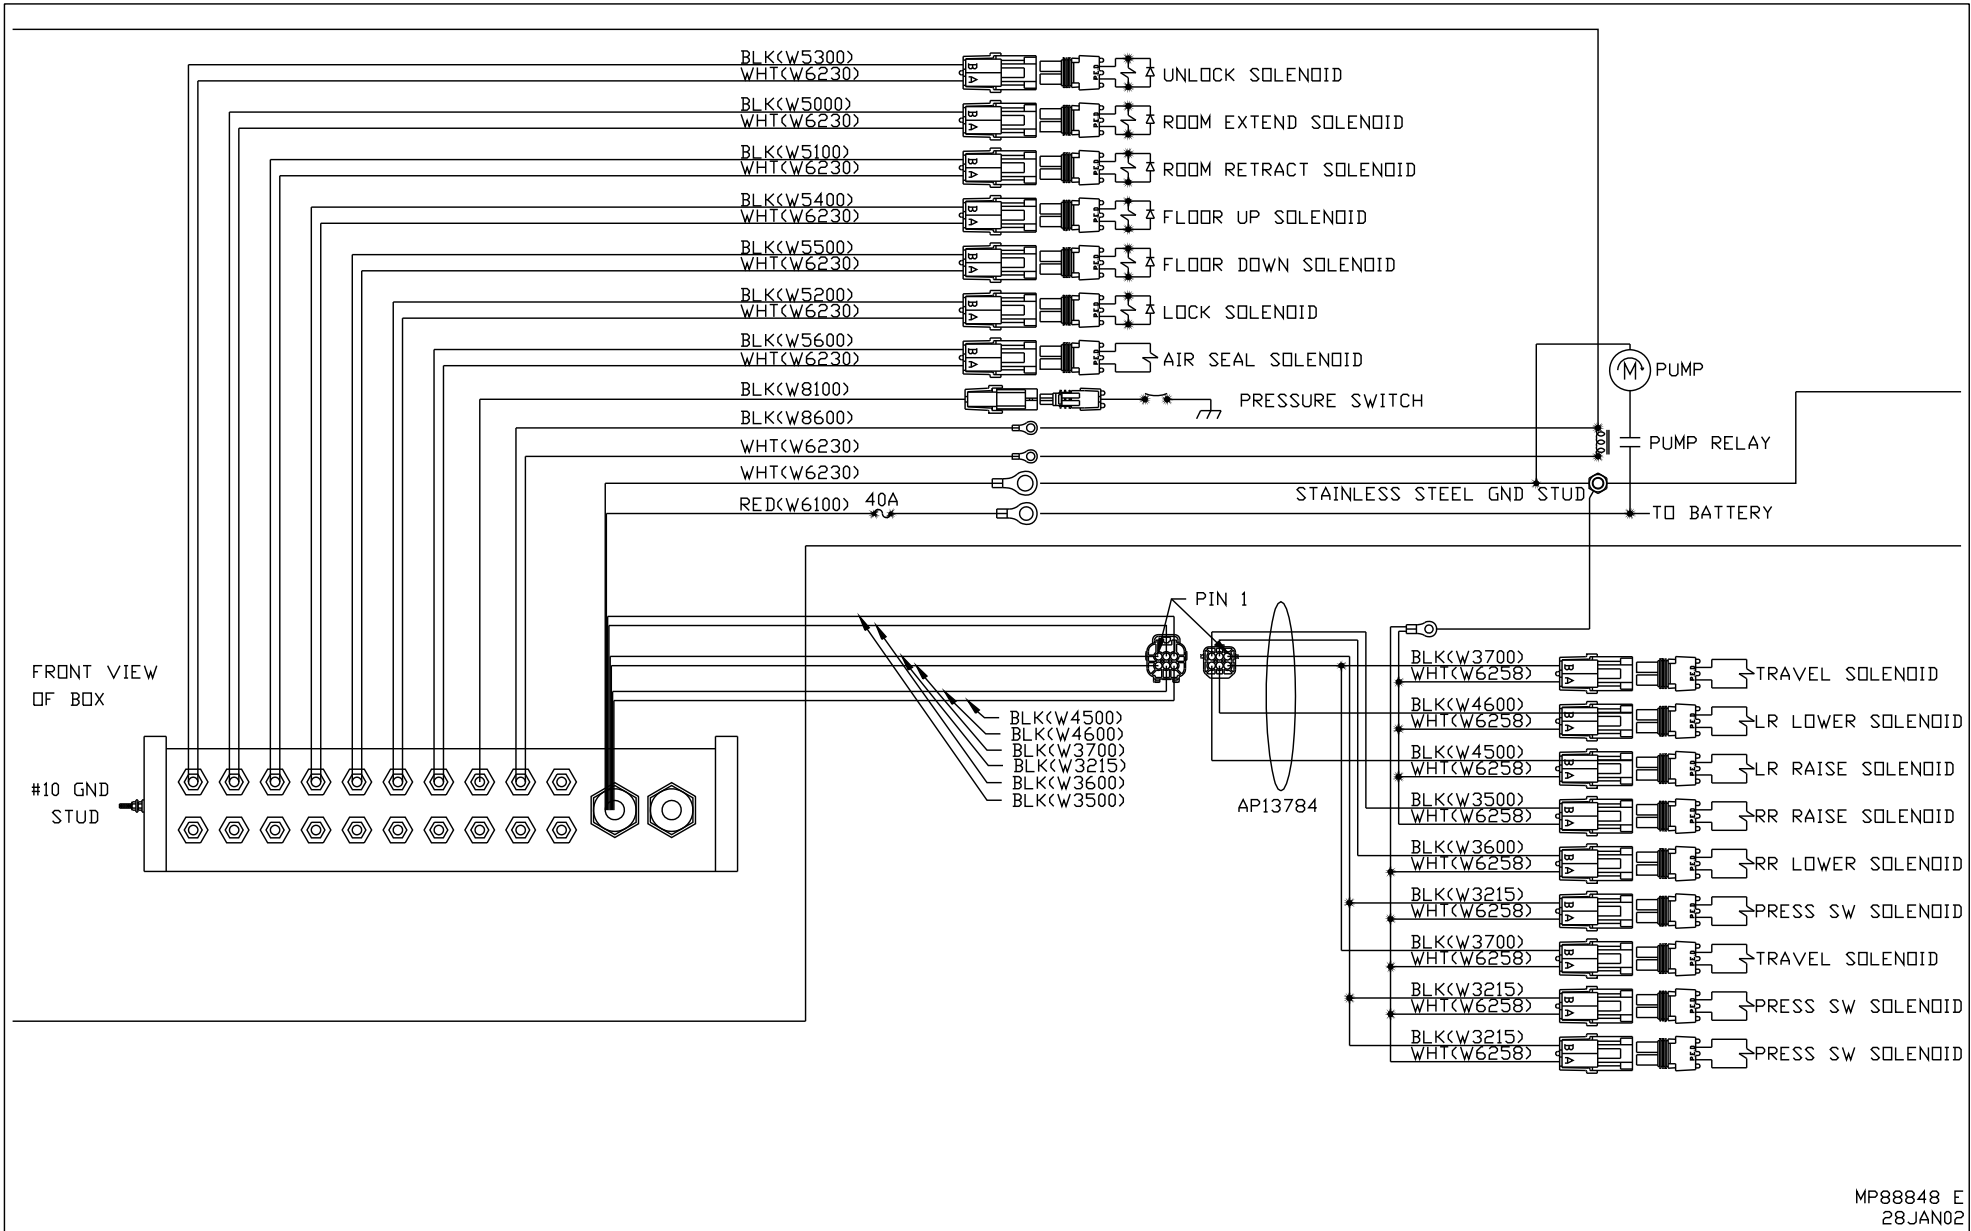 BLK(W5300)
WHT(W6230)
B
A
UNLOCK SOLENOID
BLK(W5000)
WHT(W6230)
B
A
ROOM EXTEND SOLENOID
BLK(W5100)
WHT(W6230)
B
A
ROOM RETRACT SOLENOID
BLK(W5400)
WHT(W6230)
B
A
FLOOR UP SOLENOID
BLK(W5500)
WHT(W6230)
B
A
FLOOR DOWN SOLENOID
BLK(W5200)
WHT(W6230)
B
A
LOCK SOLENOID
BLK(W5600)
WHT(W6230)
B
A
AIR SEAL SOLENOID
M
PUMP
BLK(W8100)
PRESSURE SWITCH
BLK(W8600)
WHT(W6230)
PUMP RELAY
WHT(W6230)
STAINLESS STEEL GND STUD
RED(W6100)
40A
TO BATTERY
PIN 1
FRONT VIEW
OF BOX
#10 GND
STUD
BLK(W4500)
BLK(W4600)
BLK(W3700)
BLK(W3215)
BLK(W3600)
BLK(W3500)
AP13784
BLK(W3700)
WHT(W6258)
B
A
TRAVEL SOLENOID
BLK(W4600)
WHT(W6258)
B
A
LR LOWER SOLENOID
BLK(W4500)
WHT(W6258)
B
A
LR RAISE SOLENOID
BLK(W3500)
WHT(W6258)
B
A
RR RAISE SOLENOID
BLK(W3600)
WHT(W6258)
B
A
RR LOWER SOLENOID
BLK(W3215)
WHT(W6258)
B
A
PRESS SW SOLENOID
BLK(W3700)
WHT(W6258)
B
A
TRAVEL SOLENOID
BLK(W3215)
WHT(W6258)
B
A
PRESS SW SOLENOID
BLK(W3215)
WHT(W6258)
B
A
PRESS SW SOLENOID
MP88848 E
28JAN02